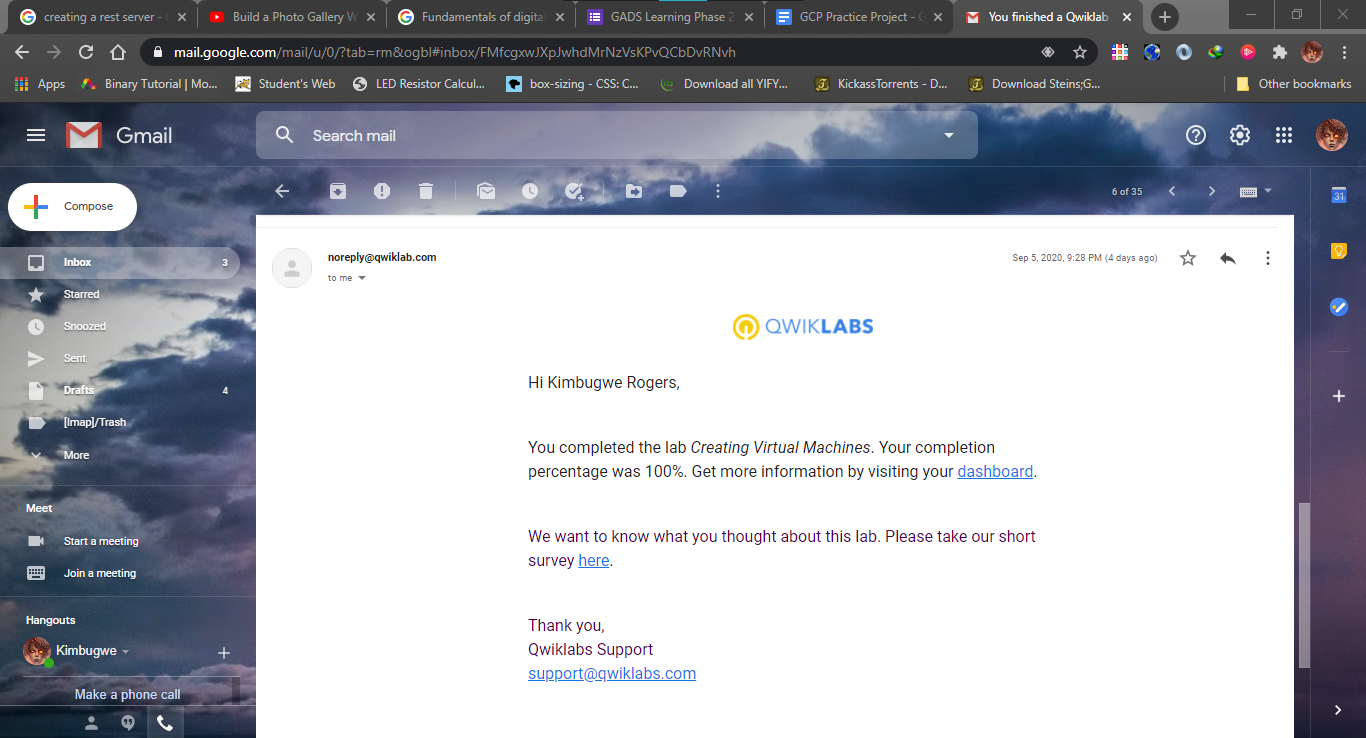 creating a rest server -
Build a Photo Gallery W
Fundamentals of digita
GADS Learning Phase 2
GCP Practice Project - G
You finished a Qwiklab
mail.google.com/mail/u/0/?tab=rm&ogbl#inbox/FMfcgxwJXpJwhdMrNzVsKPvQCbDvRNvh
Apps
Binary Tutorial | Mo...
Student's Web
LED Resistor Calcul...
box-sizing - CSS: C...
Download all YIFY...
KickassTorrents - D...
Download Steins;G...
Other bookmarks
Gmail
Search mail
Compose
6 of 35
31
Inbox 3
Starred
Snoozed
Sent
Drafts 4
[Imap]/Trash
More
Meet
Start a meeting
Join a meeting
Hangouts
Kimbugwe
Make a phone call
noreply@qwiklab.com
to me
Sep 5, 2020, 9:28 PM (4 days ago)
QWIKLABS
Hi Kimbugwe Rogers,
You completed the lab Creating Virtual Machines. Your completion
percentage was 100%. Get more information by visiting your dashboard.
We want to know what you thought about this lab. Please take our short
survey here.
Thank you,
Qwiklabs Support
support@qwiklabs.com